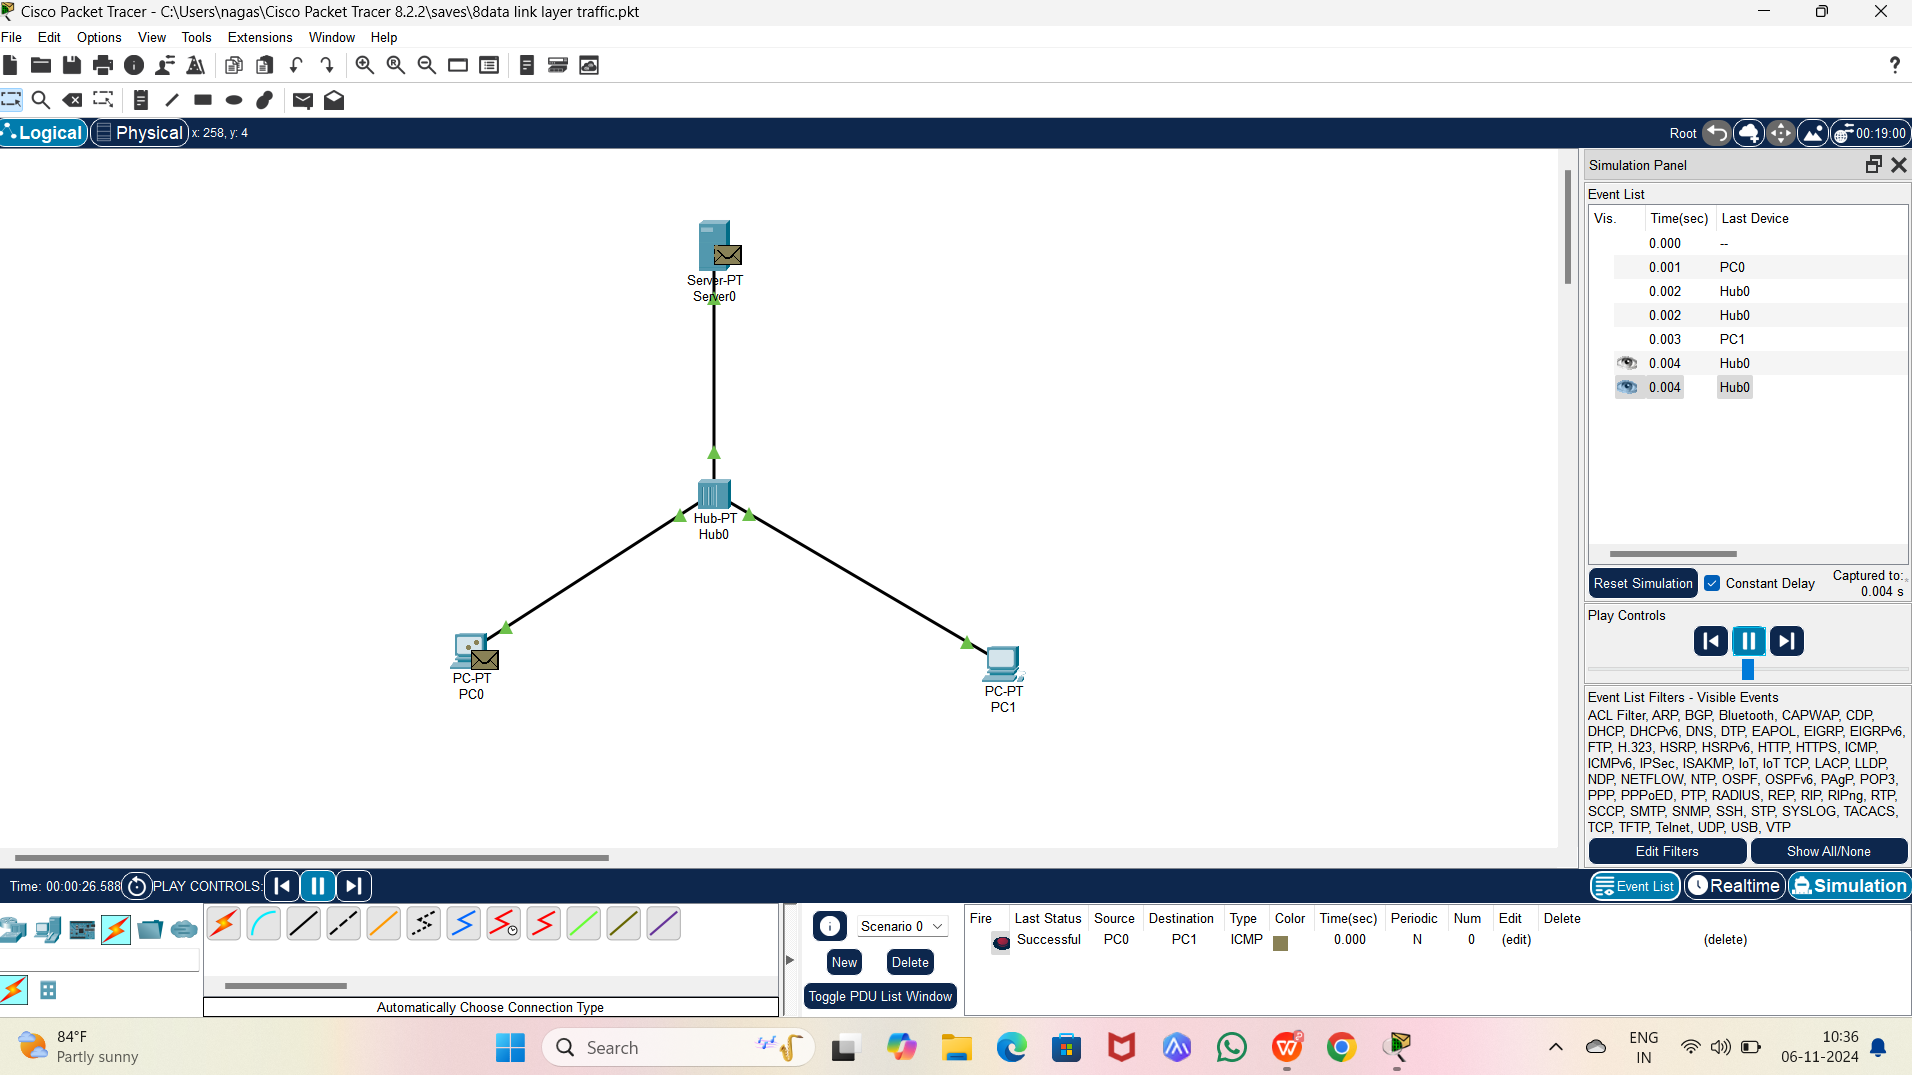 Cisco Packet Tracer - C:\Users\nagas\Cisco Packet Tracer 8.2.2\saves\8data link layer traffic.pkt
File Edit Options View Tools Extensions Window Help
?
Logical Physical x: 258, y: 4 Root 00:19:00
Server-PT
Server0
Hub-PT
Hub0
PC-PT
PC0
PC-PT
PC1
Simulation Panel
Event List
Vis. Time(sec) Last Device
0.000 --
0.001 PC0
0.002 Hub0
0.002 Hub0
0.003 PC1
0.004 Hub0
0.004 Hub0
Reset Simulation Constant Delay Captured to:
0.004 s
Play Controls
Event List Filters - Visible Events
ACL Filter, ARP, BGP, Bluetooth, CAPWAP, CDP,
DHCP, DHCPv6, DNS, DTP, EAPOL, EIGRP, EIGRPv6,
FTP, H.323, HSRP, HSRPv6, HTTP, HTTPS, ICMP,
ICMPv6, IPSec, ISAKMP, IoT, IoT TCP, LACP, LLDP,
NDP, NETFLOW, NTP, OSPF, OSPFv6, PAgP, POP3,
PPP, PPPoED, PTP, RADIUS, REP, RIP, RIPng, RTP,
SCCP, SMTP, SNMP, SSH, STP, SYSLOG, TACACS,
TCP, TFTP, Telnet, UDP, USB, VTP
Edit Filters Show All/None
Time: 00:00:26.588 PLAY CONTROLS: Event List Realtime Simulation
Automatically Choose Connection Type
Scenario 0
New Delete
Toggle PDU List Window
Fire Last Status Source Destination Type Color Time(sec) Periodic Num Edit Delete
Successful PC0 PC1 ICMP 0.000 N 0 (edit) (delete)
84°F
Partly sunny
Search
ENG
IN
10:36
06-11-2024